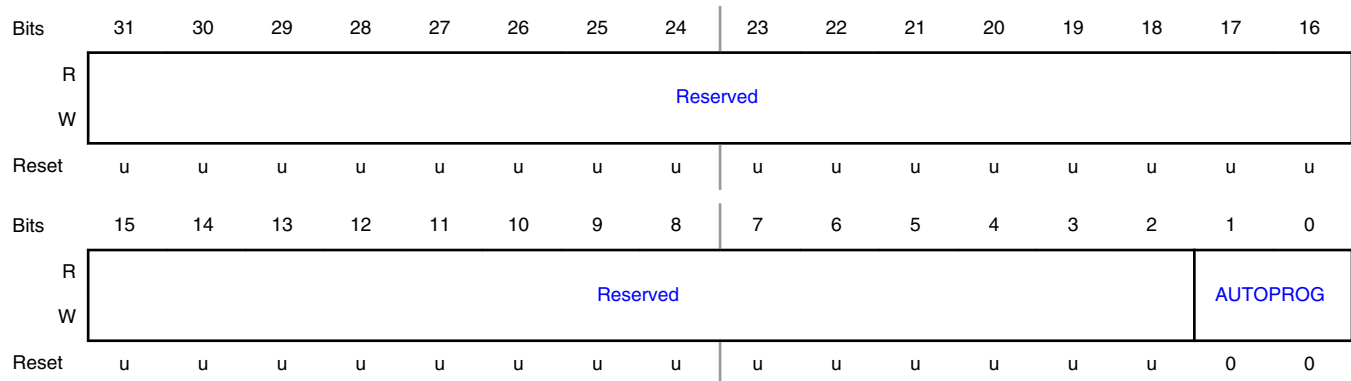 Bits 31 30 29 28 27 26 25 24 23 22 21 20 19 18 17 16
R
Reserved
W
Reset u u u u u u u u u u u u u u u u
Bits 15 14 13 12 11 10 9 8 7 6 5 4 3 2 1 0
R
Reserved AUTOPROG
W
Reset u u u u u u u u u u u u u u 0 0